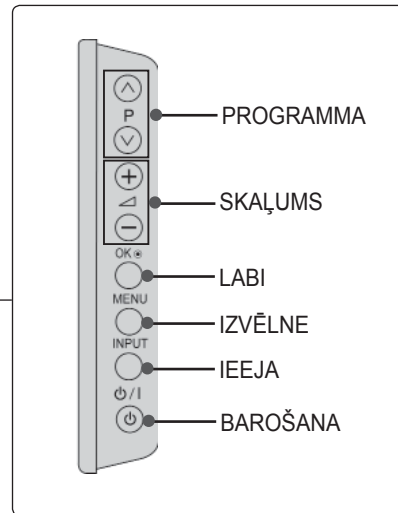 P
PROGRAMMA
SKAĻUMS
OK
LABI
MENU
IZVĒLNE
INPUT
IEEJA
/ I
BAROŠANA